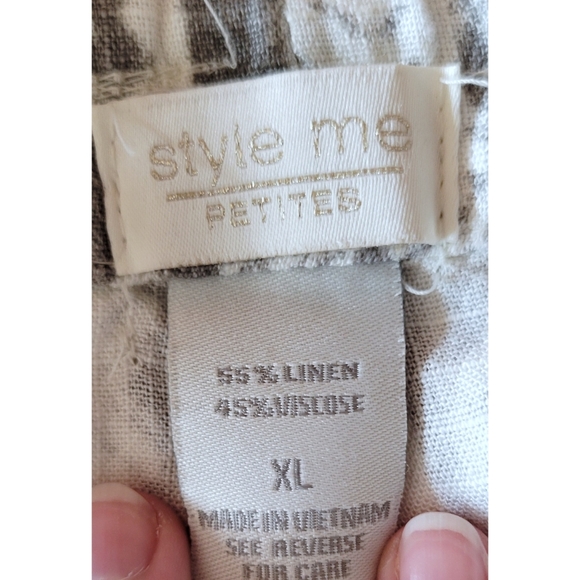 style me
PETITES
55% LINEN
45% VISCOSE
XL
MADE IN VIETNAM
SEE REVERSE
FOR CARE